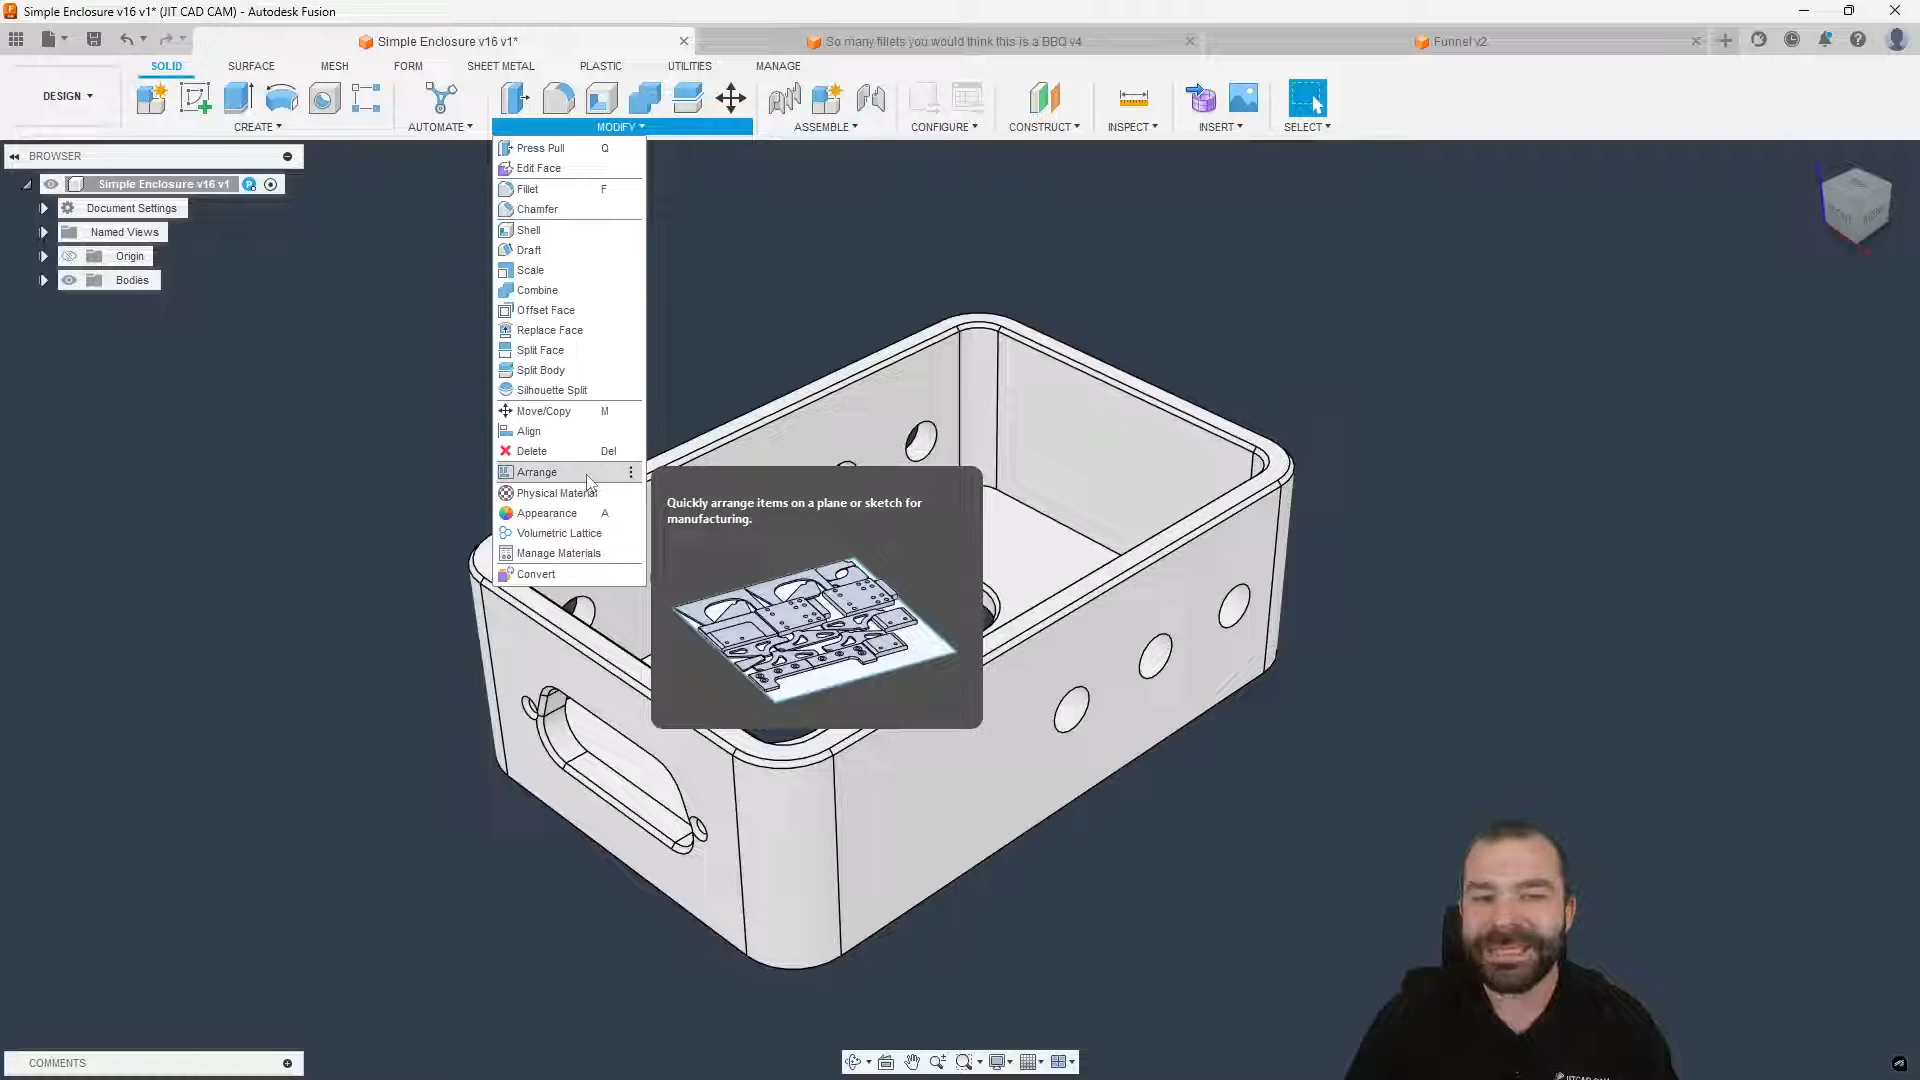 Simple Enclosure v16 v1* (JIT CAD CAM) - Autodesk Fusion
Simple Enclosure v16 v1*
So many fillets you would think this is a BBQ v4
Funnel v2
SOLID
SURFACE
MESH
FORM
SHEET METAL
PLASTIC
UTILITIES
MANAGE
DESIGN
CREATE
AUTOMATE
MODIFY
ASSEMBLE
CONFIGURE
CONSTRUCT
INSPECT
INSERT
SELECT
BROWSER
Simple Enclosure v16 v1
Document Settings
Named Views
Origin
Bodies
Press Pull Q
Edit Face
Fillet F
Chamfer
Shell
Draft
Scale
Combine
Offset Face
Replace Face
Split Face
Split Body
Silhouette Split
Move/Copy M
Align
Delete Del
Arrange
Physical Material
Appearance A
Volumetric Lattice
Manage Materials
Convert
Quickly arrange items on a plane or sketch for
manufacturing.
COMMENTS